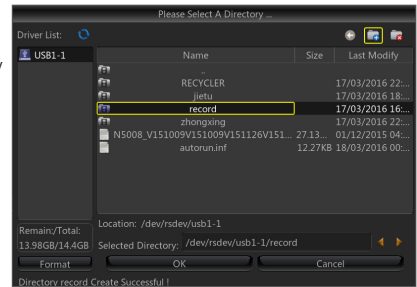 Please Select A Directory ...
Driver List:
USB1-1
Name Size Last Modify
..
RECYCLER 17/03/2016 22:...
jietu 17/03/2016 18:...
record 17/03/2016 16:...
zhongxing 17/03/2016 22:...
N5008_V151009V151009V151126V151... 27.13... 01/12/2015 04:...
autorun.inf 12.27KB 18/03/2016 00:...
Remain:/Total:
13.98GB/14.4GB
Location: /dev/rsdev/usb1-1
Selected Directory: /dev/rsdev/usb1-1/record
Format OK Cancel
Directory record Create Successful !